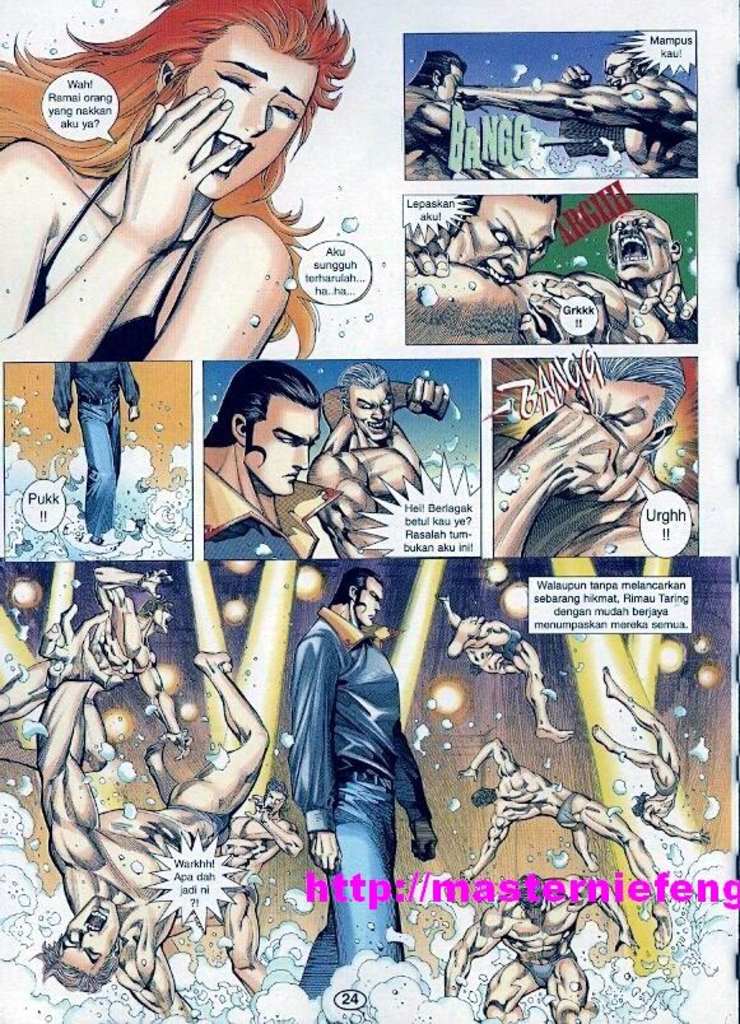 Wah!
Ramai orang
yang nakkan
aku ya?
Aku
sungguh
terharulah...
ha..ha...
Mampus
kau!
BANGG
Lepaskan
aku!
ARCHH
Grkkk
!!
Pukk
!!
Hei! Berlagak
betul kau ye?
Rasalah tum-
bukan aku ini!
BANGG
Urghh
!!
Walaupun tanpa melancarkan
sebarang hikmat, Rimau Taring
dengan mudah berjaya
menumpaskan mereka semua.
Warkhh!
Apa dah
jadi ni
?!
http://masterniefeng
24